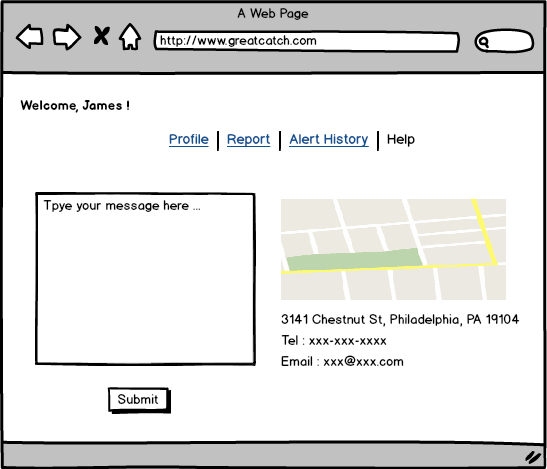 A Web Page
http://www.greatcatch.com
Welcome, James !
Profile | Report | Alert History | Help
Tpye your message here ...
3141 Chestnut St, Philadelphia, PA 19104
Tel : xxx-xxx-xxxx
Email : xxx@xxx.com
Submit